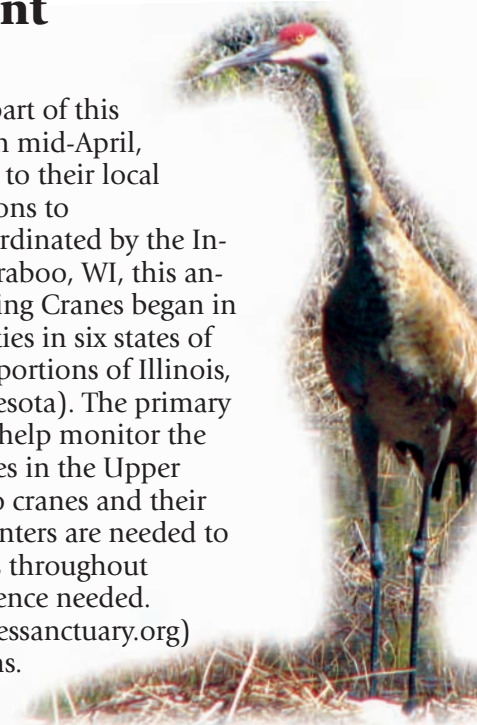 nt
part of this
n mid-April,
to their local
ons to
rdinated by the In-
raboo, WI, this an-
ing Cranes began in
ties in six states of
portions of Illinois,
esota). The primary
help monitor the
es in the Upper
o cranes and their
nters are needed to
s throughout
ence needed.
essanctuary.org)
ns.